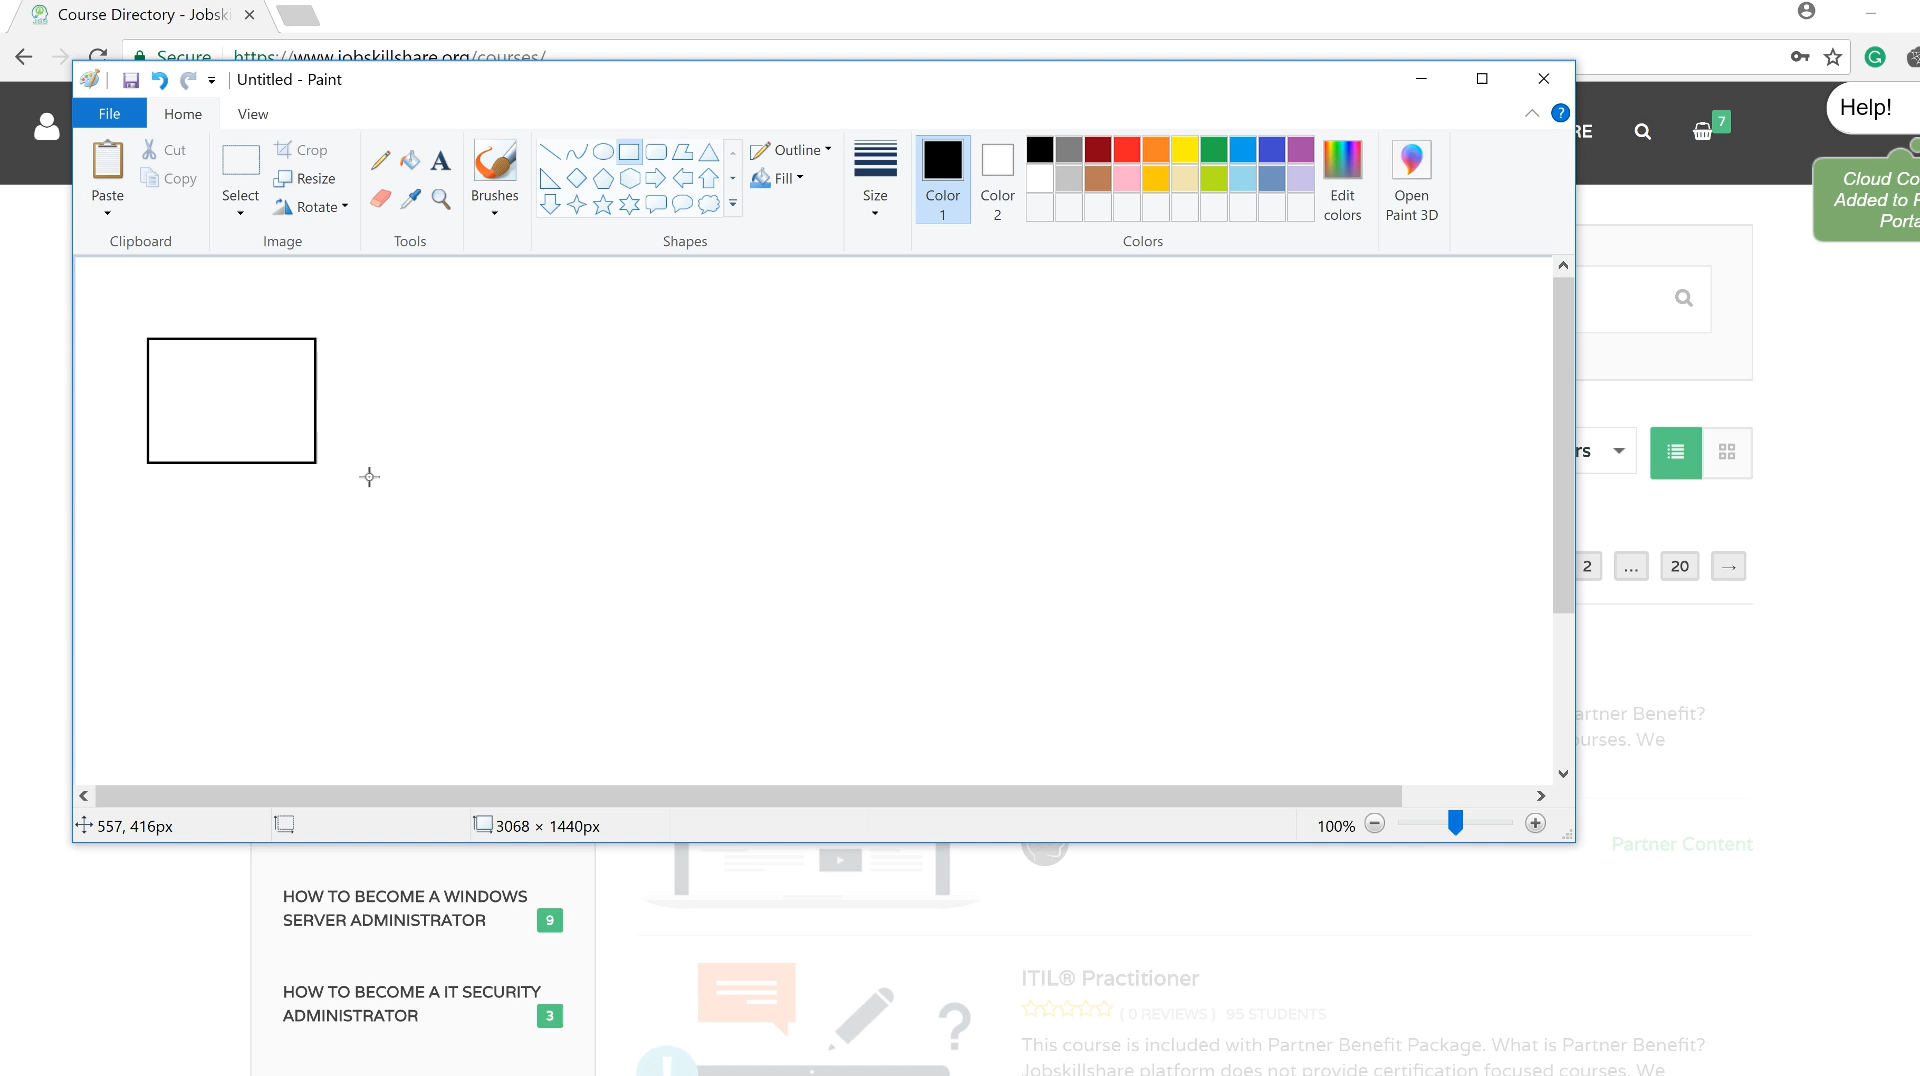 Course Directory - Jobski
Secure https://www.jobskillshare.org/courses/
Untitled - Paint
File Home View
Help!
RE
7
Paste
Cut
Copy
Clipboard
Select
Crop
Resize
Rotate
Image
Tools
Brushes
Shapes
Outline
Fill
Size
Color 1
Color 2
Edit colors
Colors
Open Paint 3D
Cloud Co
Added to P
Porta
rs
2 ... 20 →
557, 416px
3068 × 1440px
100%
artner Benefit?
ourses. We
Partner Content
HOW TO BECOME A WINDOWS
SERVER ADMINISTRATOR 9
HOW TO BECOME A IT SECURITY
ADMINISTRATOR 3
ITIL® Practitioner
( 0 REVIEWS ) 95 STUDENTS
This course is included with Partner Benefit Package. What is Partner Benefit?
Jobskillshare platform does not provide certification focused courses. We